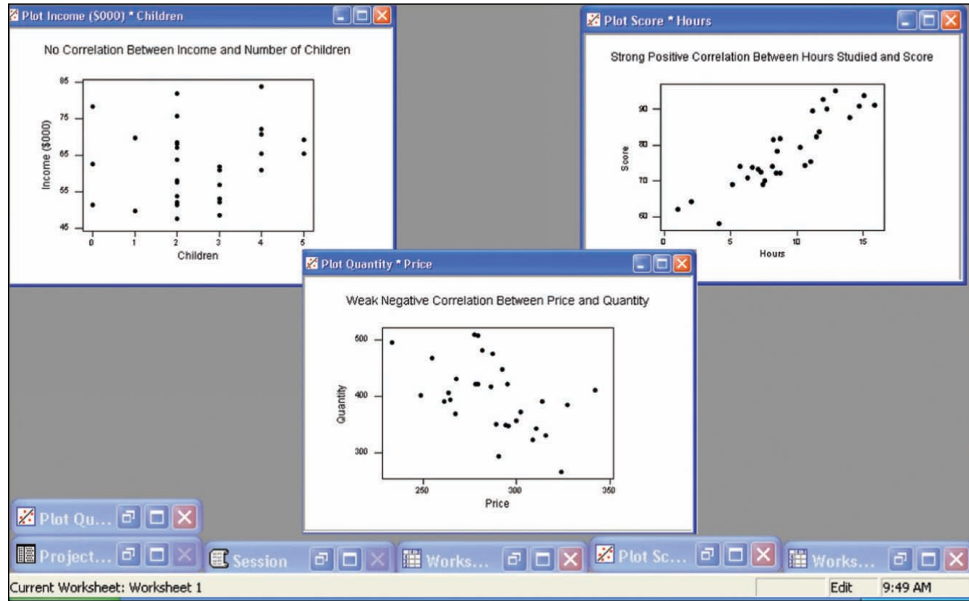 Plot Income ($000) * Children
No Correlation Between Income and Number of Children
85
75
65
55
45
Income ($000)
0 1 2 3 4 5
Children
Plot Score * Hours
Strong Positive Correlation Between Hours Studied and Score
90
80
70
60
Score
0 5 10 15
Hours
Plot Quantity * Price
Weak Negative Correlation Between Price and Quantity
500
400
300
Quantity
250 300 350
Price
Plot Qu...
Project... Session Works... Plot Sc... Works...
Current Worksheet: Worksheet 1 Edit 9:49 AM